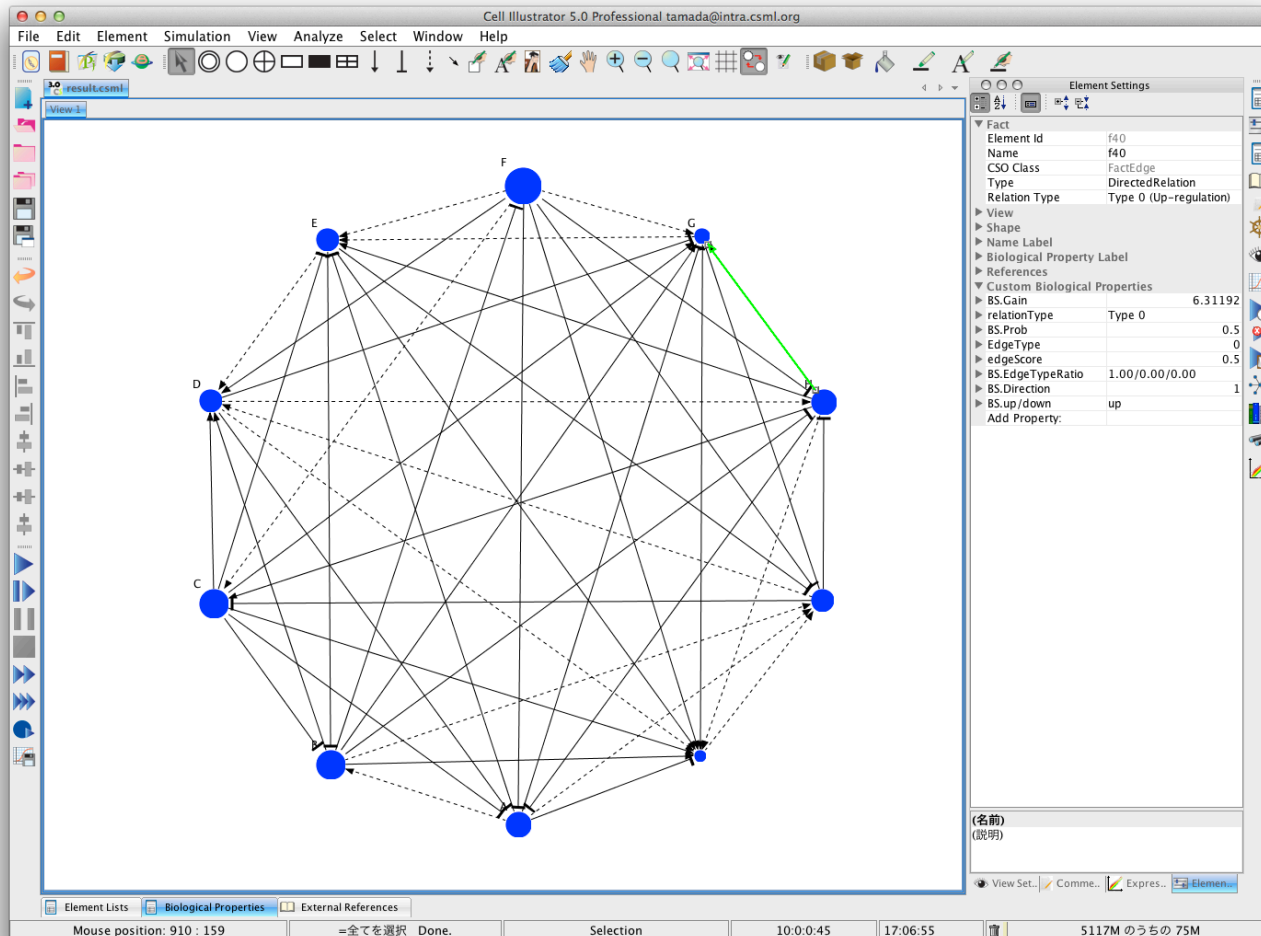 Cell Illustrator 5.0 Professional tamada@intra.csml.org
File Edit Element Simulation View Analyze Select Window Help
3.0 result.csml
View 1
F
E
G
D
C
B
A
Element Settings
Fact
Element Id f40
Name f40
CSO Class FactEdge
Type DirectedRelation
Relation Type Type 0 (Up-regulation)
View
Shape
Name Label
Biological Property Label
References
Custom Biological Properties
BS.Gain 6.31192
relationType Type 0
BS.Prob 0.5
EdgeType 0
edgeScore 0.5
BS.EdgeTypeRatio 1.00/0.00/0.00
BS.Direction 1
BS.up/down up
Add Property:
(名前)
(説明)
View Set.. Comme.. Expres.. Elemen..
Element Lists Biological Properties External References
Mouse position: 910 : 159 =全てを選択 Done. Selection 10:0:0:45 17:06:55 5117M のうちの 75M